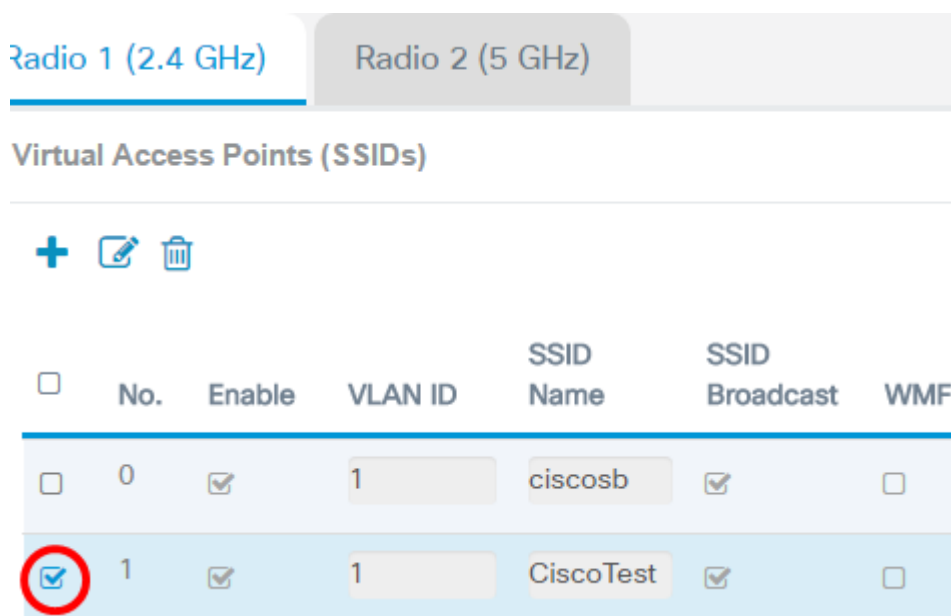 Radio 1 (2.4 GHz) Radio 2 (5 GHz)
Virtual Access Points (SSIDs)
No. Enable VLAN ID SSID Name SSID Broadcast WMF
0 1 ciscosb
1 1 CiscoTest